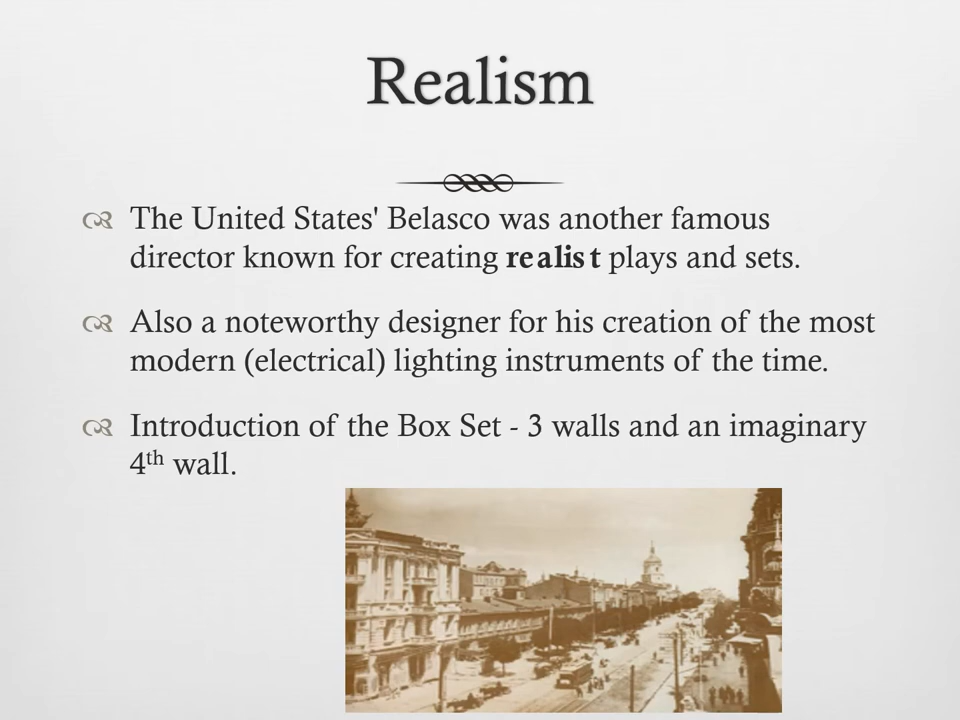 Realism
The United States' Belasco was another famous
director known for creating realist plays and sets.
Also a noteworthy designer for his creation of the most
modern (electrical) lighting instruments of the time.
Introduction of the Box Set - 3 walls and an imaginary
4th wall.